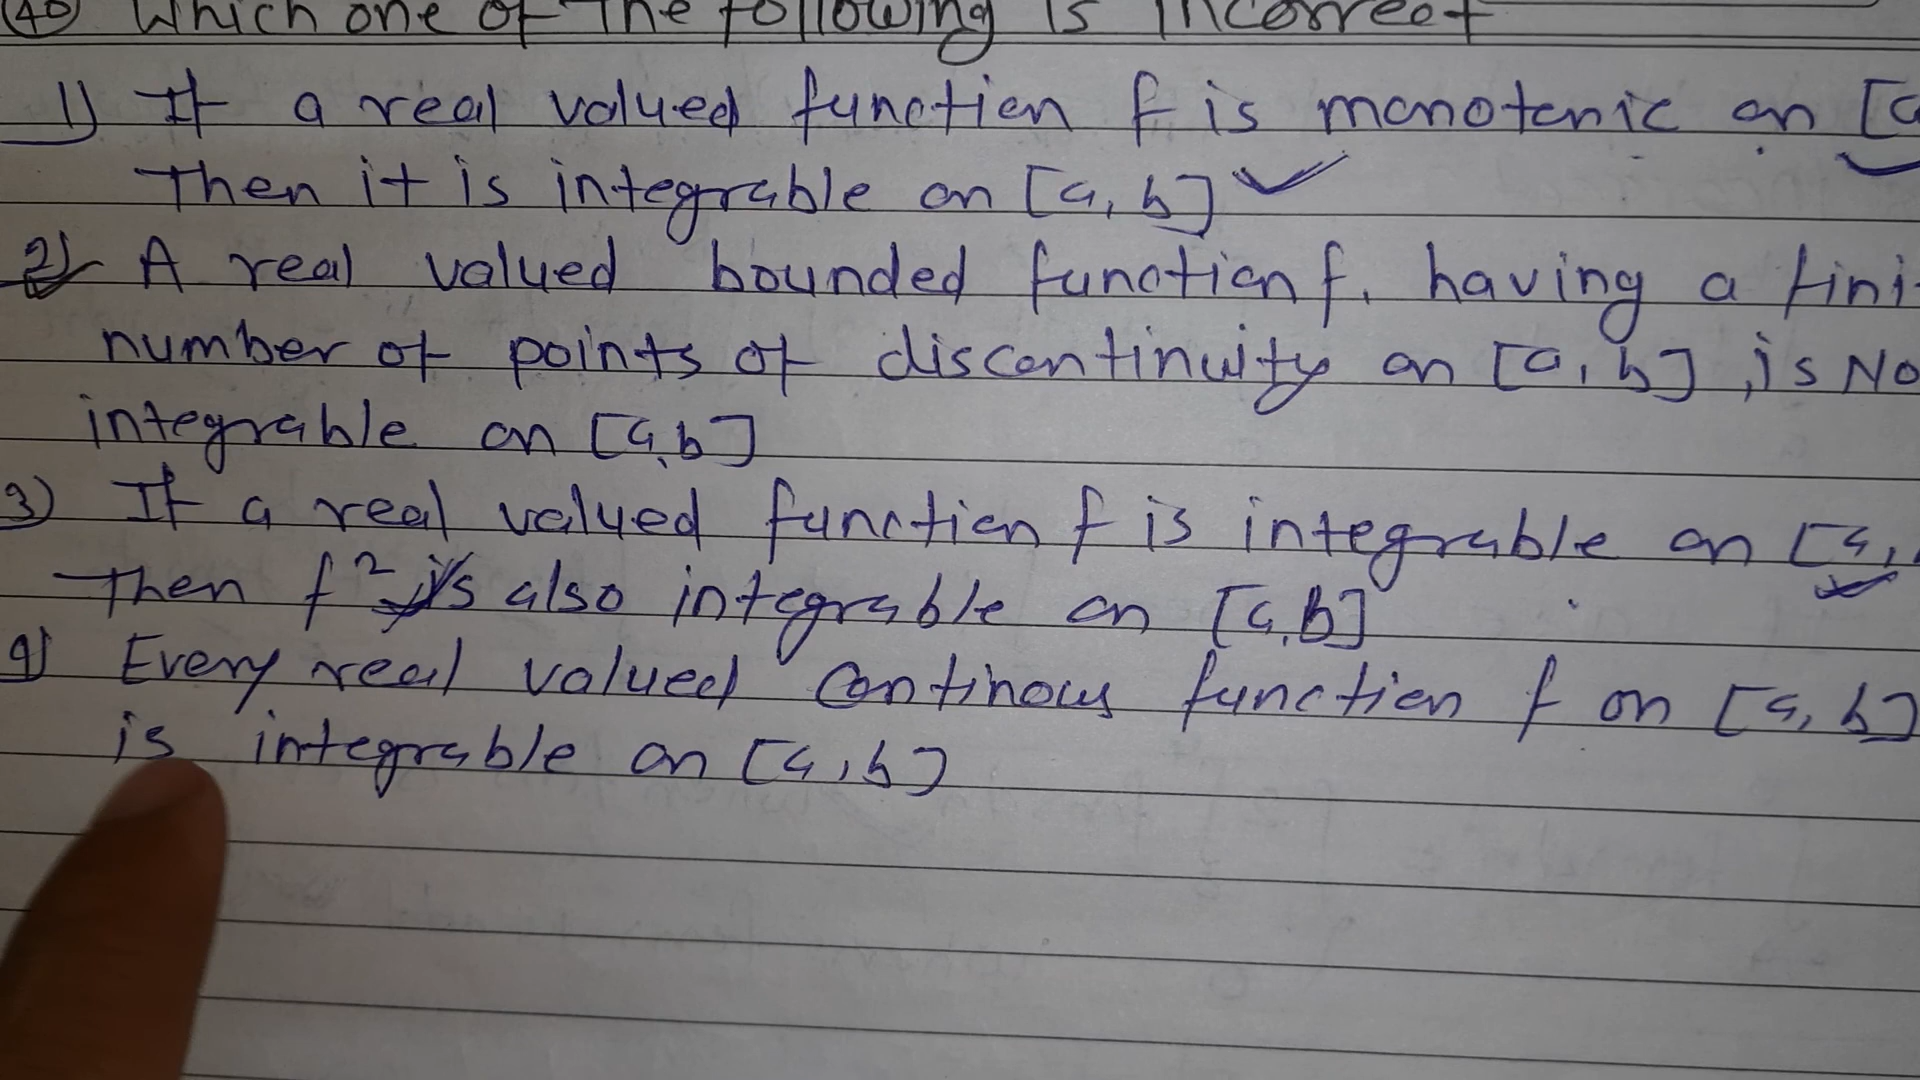 (40) Which one of The following is Incorrect
1) If a real valued function f is monotonic on [a
Then it is integrable on [a, b] ✓
2) A real valued bounded function f, having a fini
number of points of discontinuity on [a, b], is No
integrable on [a, b]
3) If a real valued function f is integrable on [a,
Then f² is also integrable on [a, b]
4) Every real valued Continous function f on [a, b]
is integrable on [a, b]